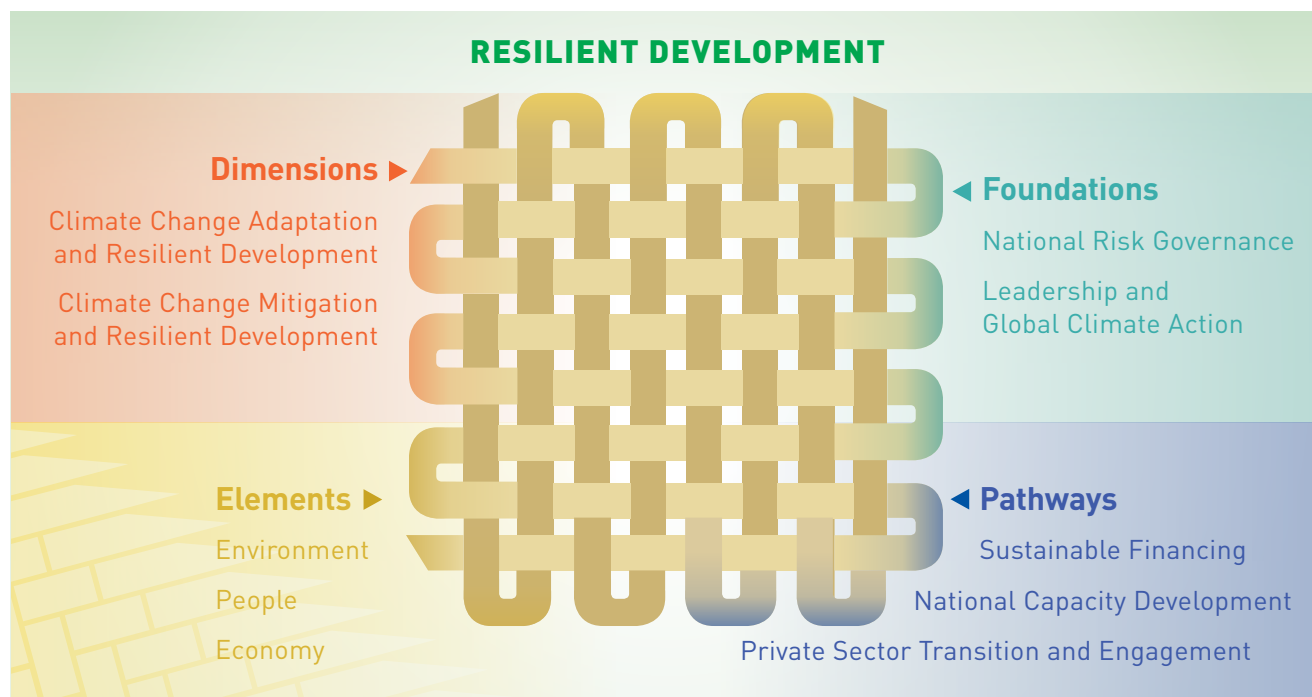 RESILIENT DEVELOPMENT
Dimensions
Climate Change Adaptation
and Resilient Development
Climate Change Mitigation
and Resilient Development
Foundations
National Risk Governance
Leadership and
Global Climate Action
Elements
Environment
People
Economy
Pathways
Sustainable Financing
National Capacity Development
Private Sector Transition and Engagement